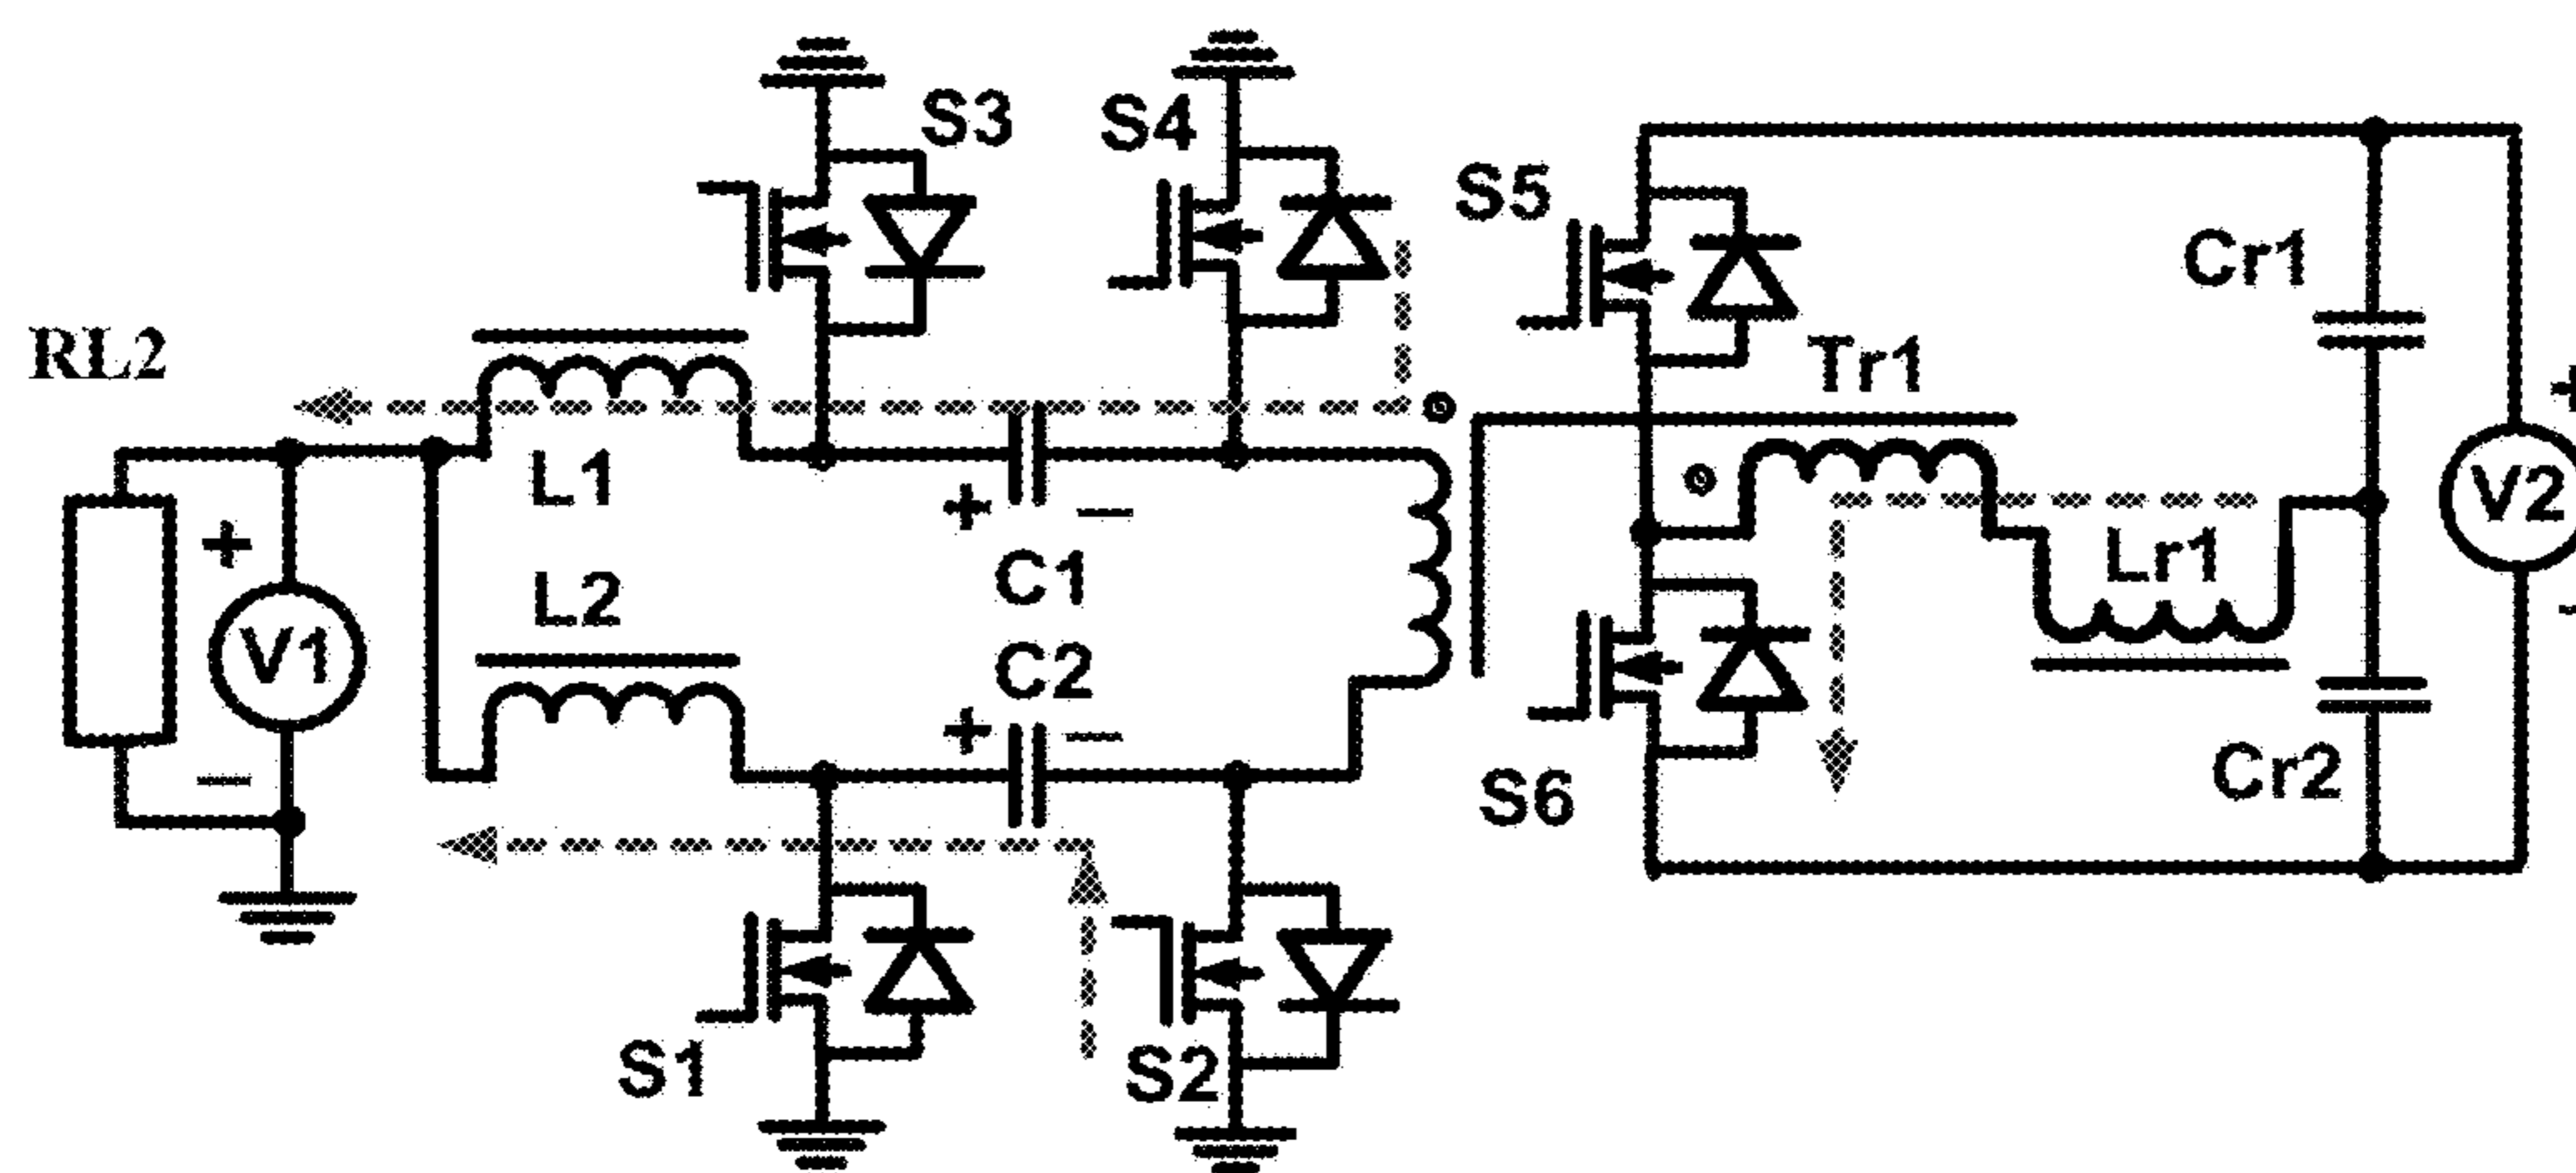 S3
S4
S5
Cr1
RL2
Tr1
+
L1
V2
+
+
−
Lr1
L2
C1
−
V1
C2
+
−
−
S6
Cr2
S1
S2